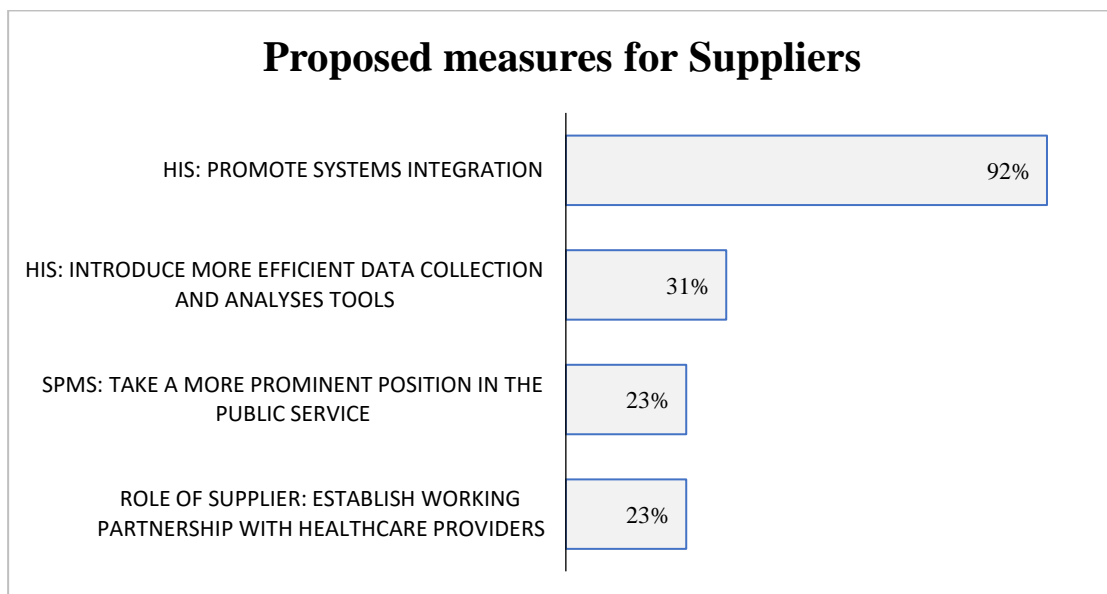 Proposed measures for Suppliers
HIS: PROMOTE SYSTEMS INTEGRATION
92%
HIS: INTRODUCE MORE EFFICIENT DATA COLLECTION
AND ANALYSES TOOLS
31%
SPMS: TAKE A MORE PROMINENT POSITION IN THE
PUBLIC SERVICE
23%
ROLE OF SUPPLIER: ESTABLISH WORKING
PARTNERSHIP WITH HEALTHCARE PROVIDERS
23%